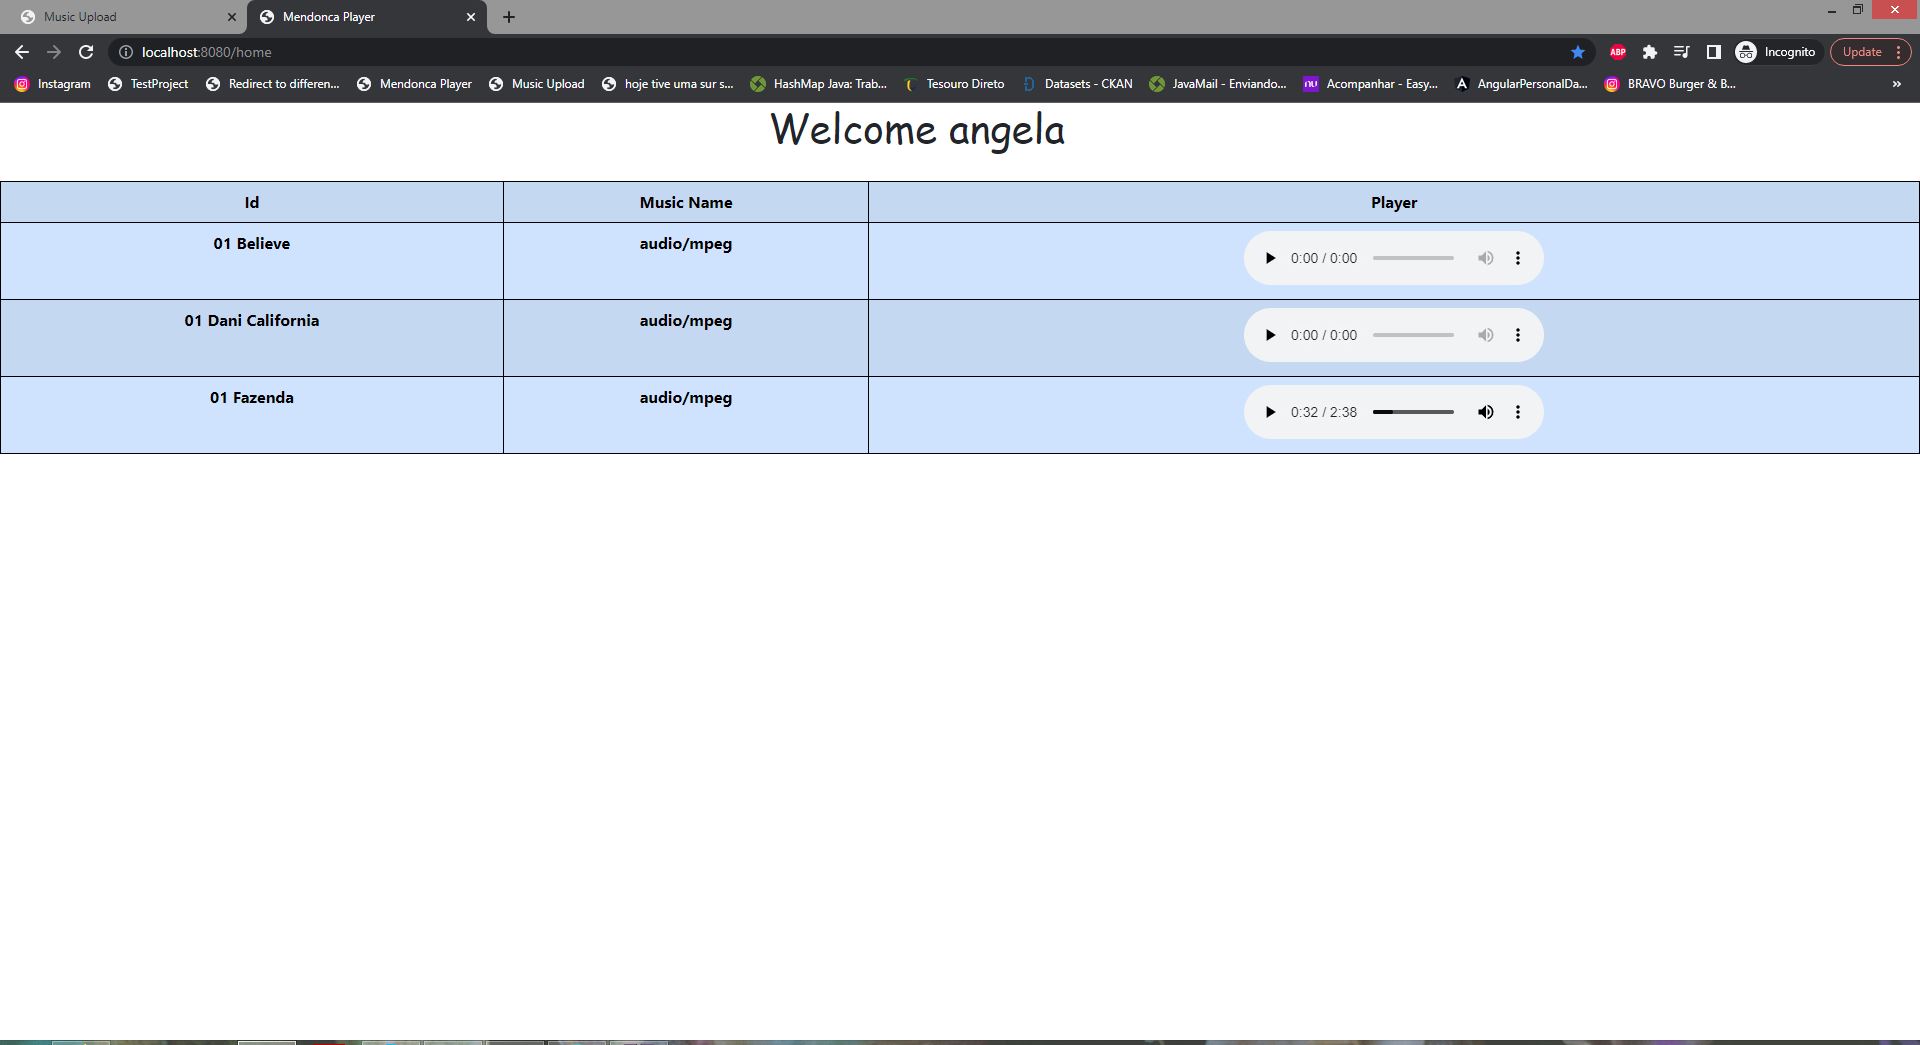 Music Upload
Mendonca Player
localhost:8080/home
ABP
Incognito
Update
Instagram
TestProject
Redirect to differen...
Mendonca Player
Music Upload
hoje tive uma sur s...
HashMap Java: Trab...
Tesouro Direto
Datasets - CKAN
JavaMail - Enviando...
nu
Acompanhar - Easy...
AngularPersonalDa...
BRAVO Burger & B...
»
Welcome angela
Id Music Name Player
01 Believe audio/mpeg 0:00 / 0:00
01 Dani California audio/mpeg 0:00 / 0:00
01 Fazenda audio/mpeg 0:32 / 2:38